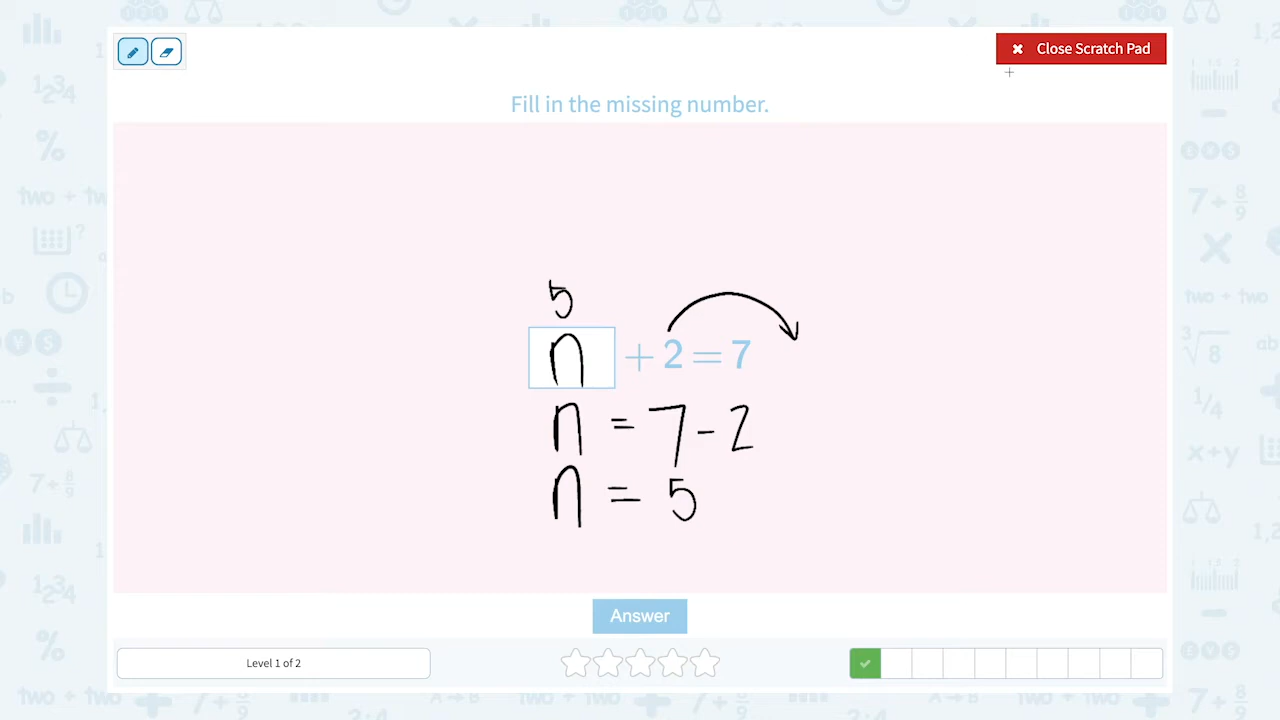 Close Scratch Pad
Fill in the missing number.
5
n + 2 = 7
n = 7 - 2
n = 5
Answer
Level 1 of 2